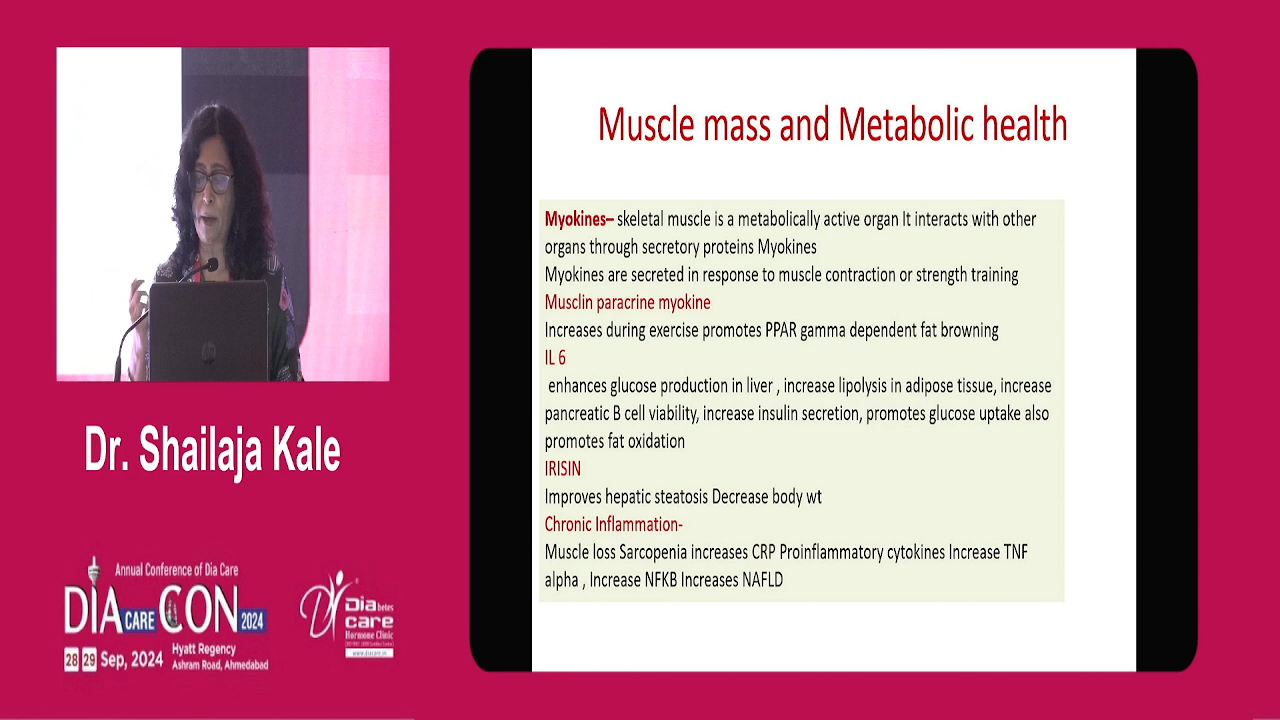 Muscle mass and Metabolic health
Myokines– skeletal muscle is a metabolically active organ It interacts with other
organs through secretory proteins Myokines
Myokines are secreted in response to muscle contraction or strength training
Musclin paracrine myokine
Increases during exercise promotes PPAR gamma dependent fat browning
IL 6
enhances glucose production in liver , increase lipolysis in adipose tissue, increase
pancreatic B cell viability, increase insulin secretion, promotes glucose uptake also
promotes fat oxidation
IRISIN
Improves hepatic steatosis Decrease body wt
Chronic Inflammation-
Muscle loss Sarcopenia increases CRP Proinflammatory cytokines Increase TNF
alpha , Increase NFKB Increases NAFLD
Dr. Shailaja Kale
Annual Conference of Dia Care
DIA CARE CON 2024
28 29 Sep, 2024
Hyatt Regency
Ashram Road, Ahmedabad
Diabetes
care
Hormone Clinic
www.diacare.in